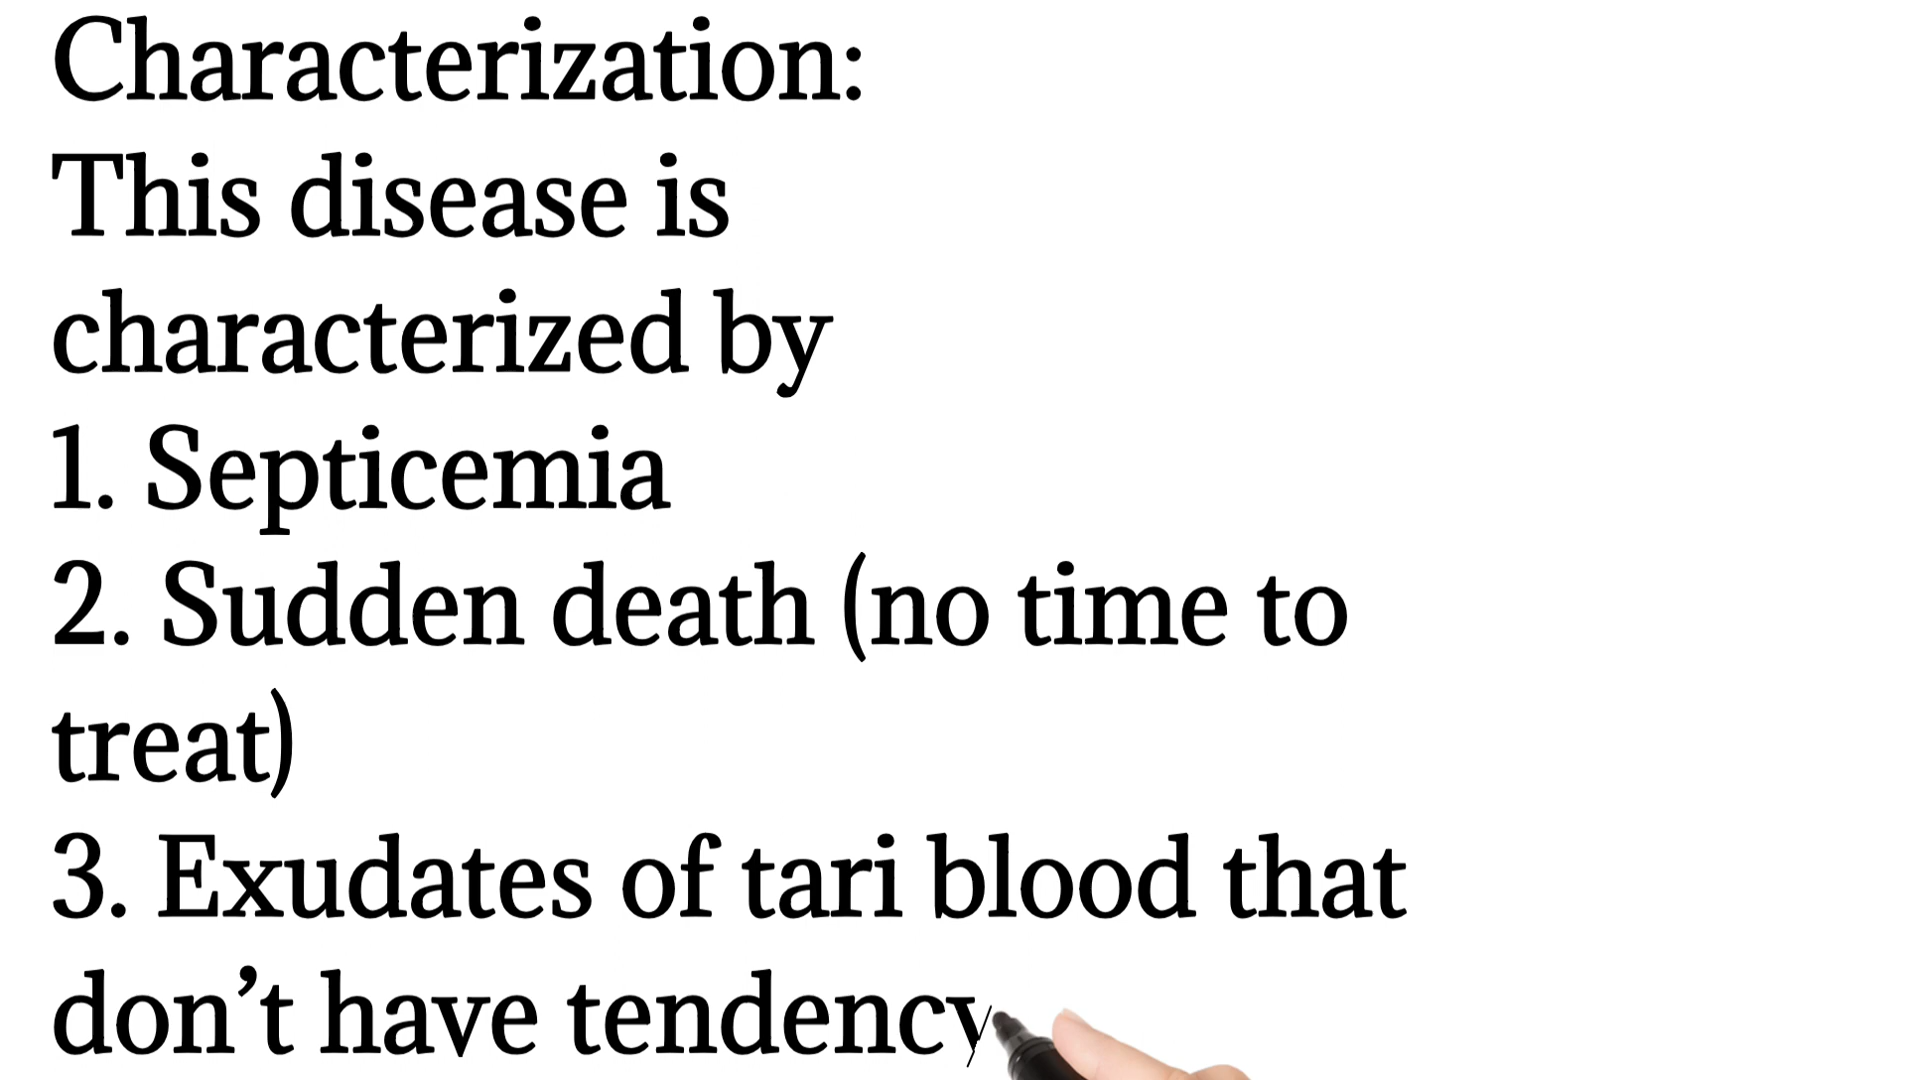 Characterization:
This disease is
characterized by
1. Septicemia
2. Sudden death (no time to
treat)
3. Exudates of tari blood that
don’t have tendency